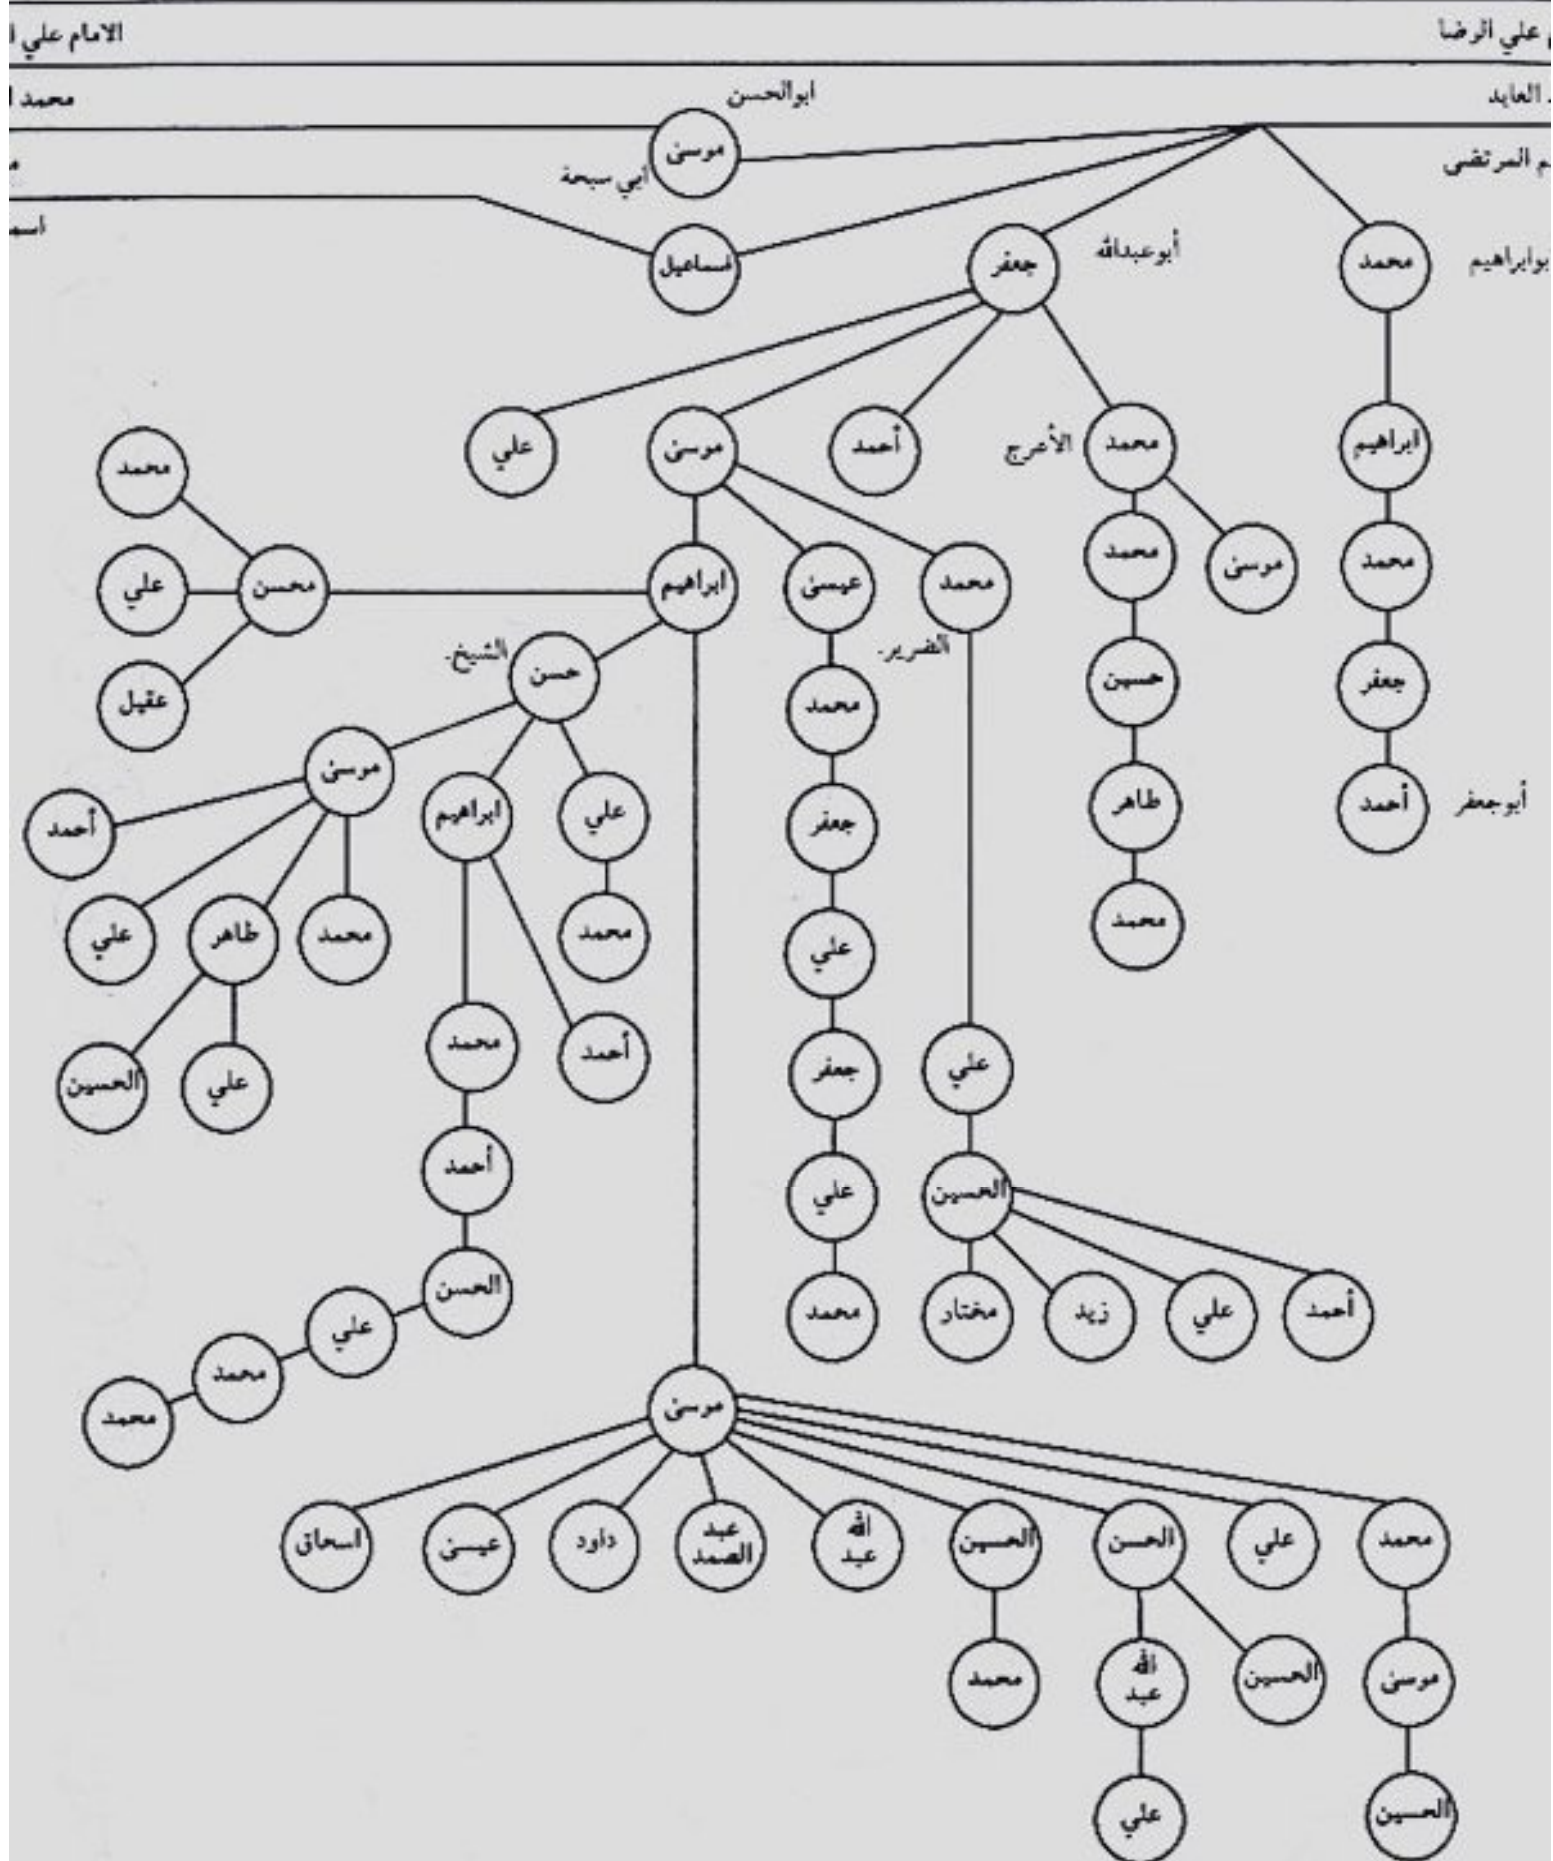 علي الرضا
الامام علي
العابد
ابوالحسن
محمد
المرتضى
موسىٰ
أبي سبحة
أبوعبدالله
محمد
جعفر
اسماعيل
محمد
ابراهيم
الأعرج
أحمد
موسىٰ
علي
محمد
محمد
محمد
موسىٰ
محمد
عيسىٰ
ابراهيم
محسن
علي
جعفر
حسين
الضرير.
محمد
حسن
الشيخ.
عقيل
أبوجعفر
أحمد
طاهر
جعفر
علي
ابراهيم
موسىٰ
أحمد
محمد
علي
محمد
محمد
طاهر
علي
علي
جعفر
أحمد
محمد
علي
الحسين
الحسين
علي
أحمد
أحمد
علي
زيد
مختار
محمد
الحسن
علي
محمد
محمد
موسىٰ
محمد
علي
الحسن
الحسين
الله
عبد
عبد
الصمد
داود
عيسىٰ
اسحاق
موسىٰ
الحسين
الله
عبد
محمد
الحسين
علي